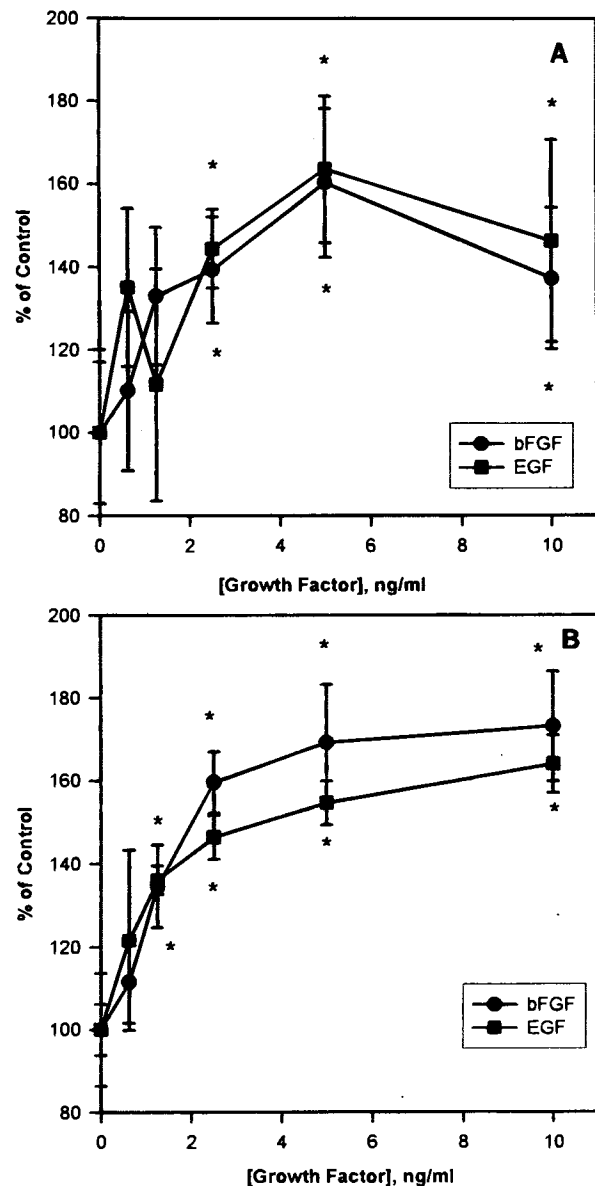 200
A
*
*
180
*
*
160
% of Control
140
*
120
*
*
100
bFGF
EGF
80
0 2 4 6 8 10
[Growth Factor], ng/ml
200
B
*
*
180
*
160
*
*
% of Control
*
140
*
*
120
100
bFGF
EGF
80
0 2 4 6 8 10
[Growth Factor], ng/ml